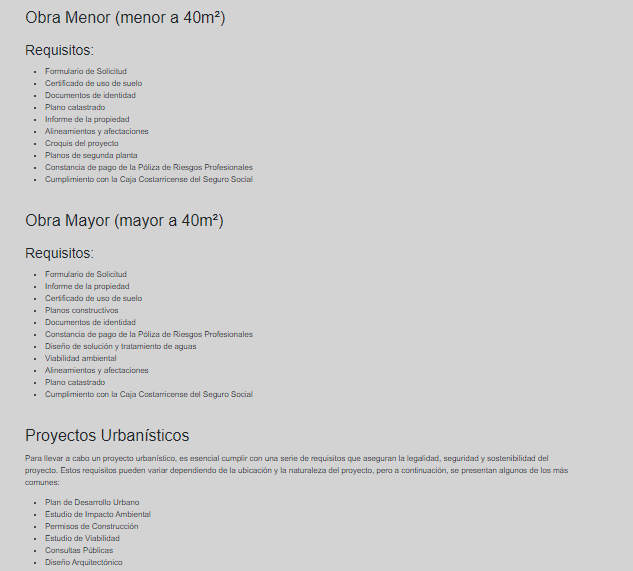 Obra Menor (menor a 40m²)
Requisitos:
Formulario de Solicitud
Certificado de uso de suelo
Documentos de identidad
Plano catastrado
Informe de la propiedad
Alineamientos y afectaciones
Croquis del proyecto
Planos de segunda planta
Constancia de pago de la Póliza de Riesgos Profesionales
Cumplimiento con la Caja Costarricense del Seguro Social
Obra Mayor (mayor a 40m²)
Requisitos:
Formulario de Solicitud
Informe de la propiedad
Certificado de uso de suelo
Planos constructivos
Documentos de identidad
Constancia de pago de la Póliza de Riesgos Profesionales
Diseño de solución y tratamiento de aguas
Viabilidad ambiental
Alineamientos y afectaciones
Plano catastrado
Cumplimiento con la Caja Costarricense del Seguro Social
Proyectos Urbanísticos
Para llevar a cabo un proyecto urbanístico, es esencial cumplir con una serie de requisitos que aseguran la legalidad, seguridad y sostenibilidad del
proyecto. Estos requisitos pueden variar dependiendo de la ubicación y la naturaleza del proyecto, pero a continuación, se presentan algunos de los más
comunes:
Plan de Desarrollo Urbano
Estudio de Impacto Ambiental
Permisos de Construcción
Estudio de Viabilidad
Consultas Públicas
Diseño Arquitectónico